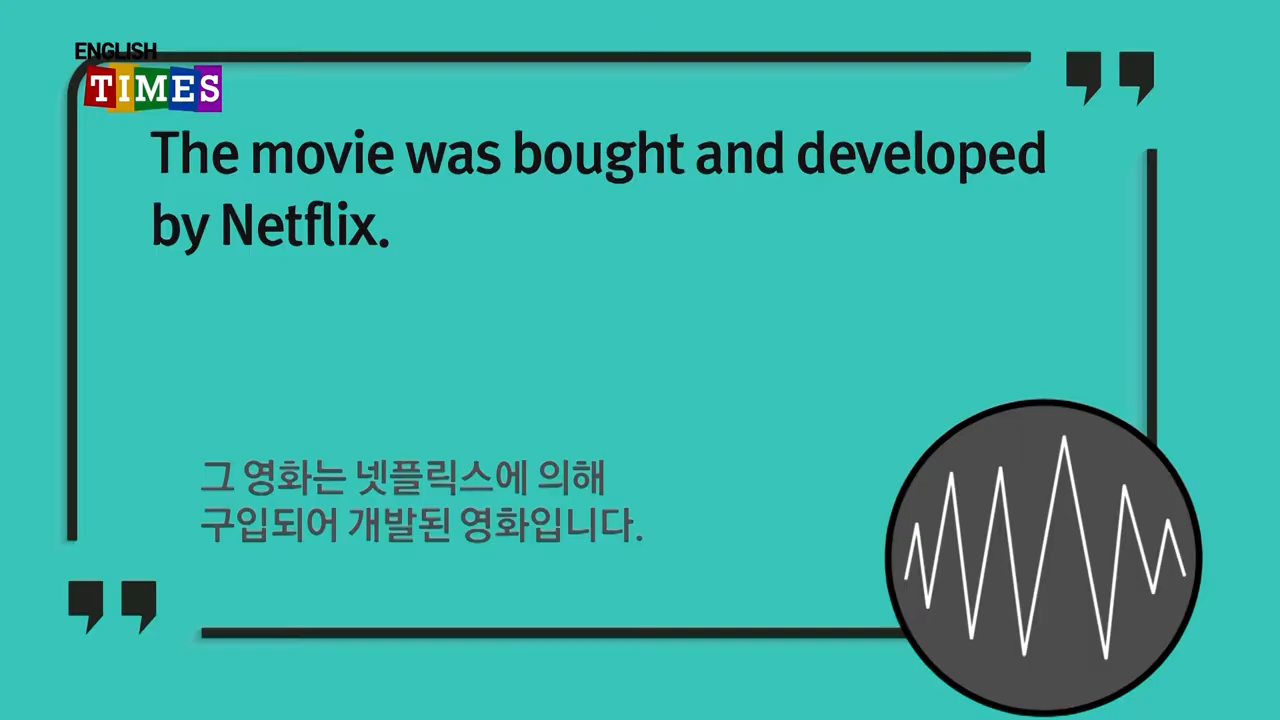 ENGLISH
TIMES
The movie was bought and developed
by Netflix.
그 영화는 넷플릭스에 의해
구입되어 개발된 영화입니다.